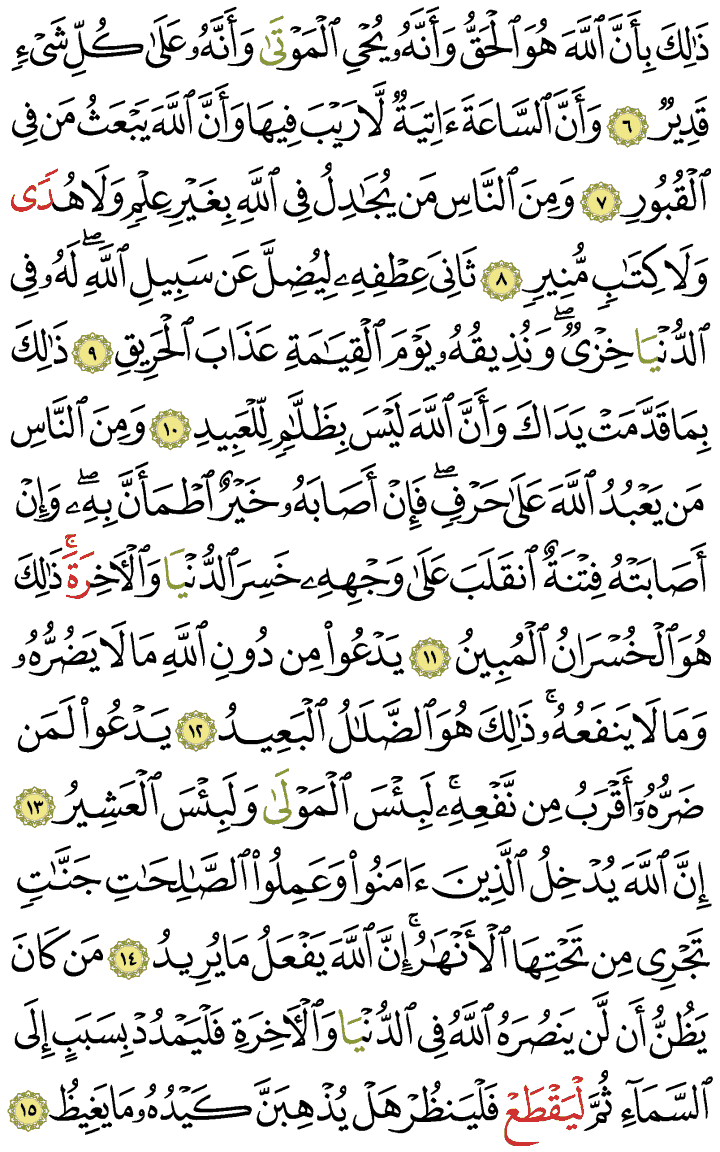 ذَٰلِكَ بِأَنَّ ٱللَّهَ هُوَ ٱلْحَقُّ وَأَنَّهُۥ يُحْىِ ٱلْمَوْتَىٰ وَأَنَّهُۥ عَلَىٰ كُلِّ شَىْءٍ
قَدِيرٌ ٦ وَأَنَّ ٱلسَّاعَةَ ءَاتِيَةٌ لَّا رَيْبَ فِيهَا وَأَنَّ ٱللَّهَ يَبْعَثُ مَن فِى
ٱلْقُبُورِ ٧ وَمِنَ ٱلنَّاسِ مَن يُجَٰدِلُ فِى ٱللَّهِ بِغَيْرِ عِلْمٍ وَلَا هُدًى
وَلَا كِتَٰبٍ مُّنِيرٍ ٨ ثَانِىَ عِطْفِهِۦ لِيُضِلَّ عَن سَبِيلِ ٱللَّهِۖ لَهُۥ فِى
ٱلدُّنْيَا خِزْىٌۖ وَنُذِيقُهُۥ يَوْمَ ٱلْقِيَٰمَةِ عَذَابَ ٱلْحَرِيقِ ٩ ذَٰلِكَ
بِمَا قَدَّمَتْ يَدَاكَ وَأَنَّ ٱللَّهَ لَيْسَ بِظَلَّٰمٍ لِّلْعَبِيدِ ١٠ وَمِنَ ٱلنَّاسِ
مَن يَعْبُدُ ٱللَّهَ عَلَىٰ حَرْفٍۖ فَإِنْ أَصَابَهُۥ خَيْرٌ ٱطْمَأَنَّ بِهِۦۖ وَإِنْ
أَصَابَتْهُ فِتْنَةٌ ٱنقَلَبَ عَلَىٰ وَجْهِهِۦ خَسِرَ ٱلدُّنْيَا وَٱلْأَخِرَةَۚ ذَٰلِكَ
هُوَ ٱلْخُسْرَانُ ٱلْمُبِينُ ١١ يَدْعُوا۟ مِن دُونِ ٱللَّهِ مَا لَا يَضُرُّهُۥ
وَمَا لَا يَنفَعُهُۥۚ ذَٰلِكَ هُوَ ٱلضَّلَٰلُ ٱلْبَعِيدُ ١٢ يَدْعُوا۟ لَمَن
ضَرُّهُۥٓ أَقْرَبُ مِن نَّفْعِهِۦۚ لَبِئْسَ ٱلْمَوْلَىٰ وَلَبِئْسَ ٱلْعَشِيرُ ١٣
إِنَّ ٱللَّهَ يُدْخِلُ ٱلَّذِينَ ءَامَنُوا۟ وَعَمِلُوا۟ ٱلصَّٰلِحَٰتِ جَنَّٰتٍ
تَجْرِى مِن تَحْتِهَا ٱلْأَنْهَٰرُۚ إِنَّ ٱللَّهَ يَفْعَلُ مَا يُرِيدُ ١٤ مَن كَانَ
يَظُنُّ أَن لَّن يَنصُرَهُ ٱللَّهُ فِى ٱلدُّنْيَا وَٱلْأَخِرَةِ فَلْيَمْدُدْ بِسَبَبٍ إِلَى
ٱلسَّمَآءِ ثُمَّ لْيَقْطَعْ فَلْيَنظُرْ هَلْ يُذْهِبَنَّ كَيْدُهُۥ مَا يَغِيظُ ١٥